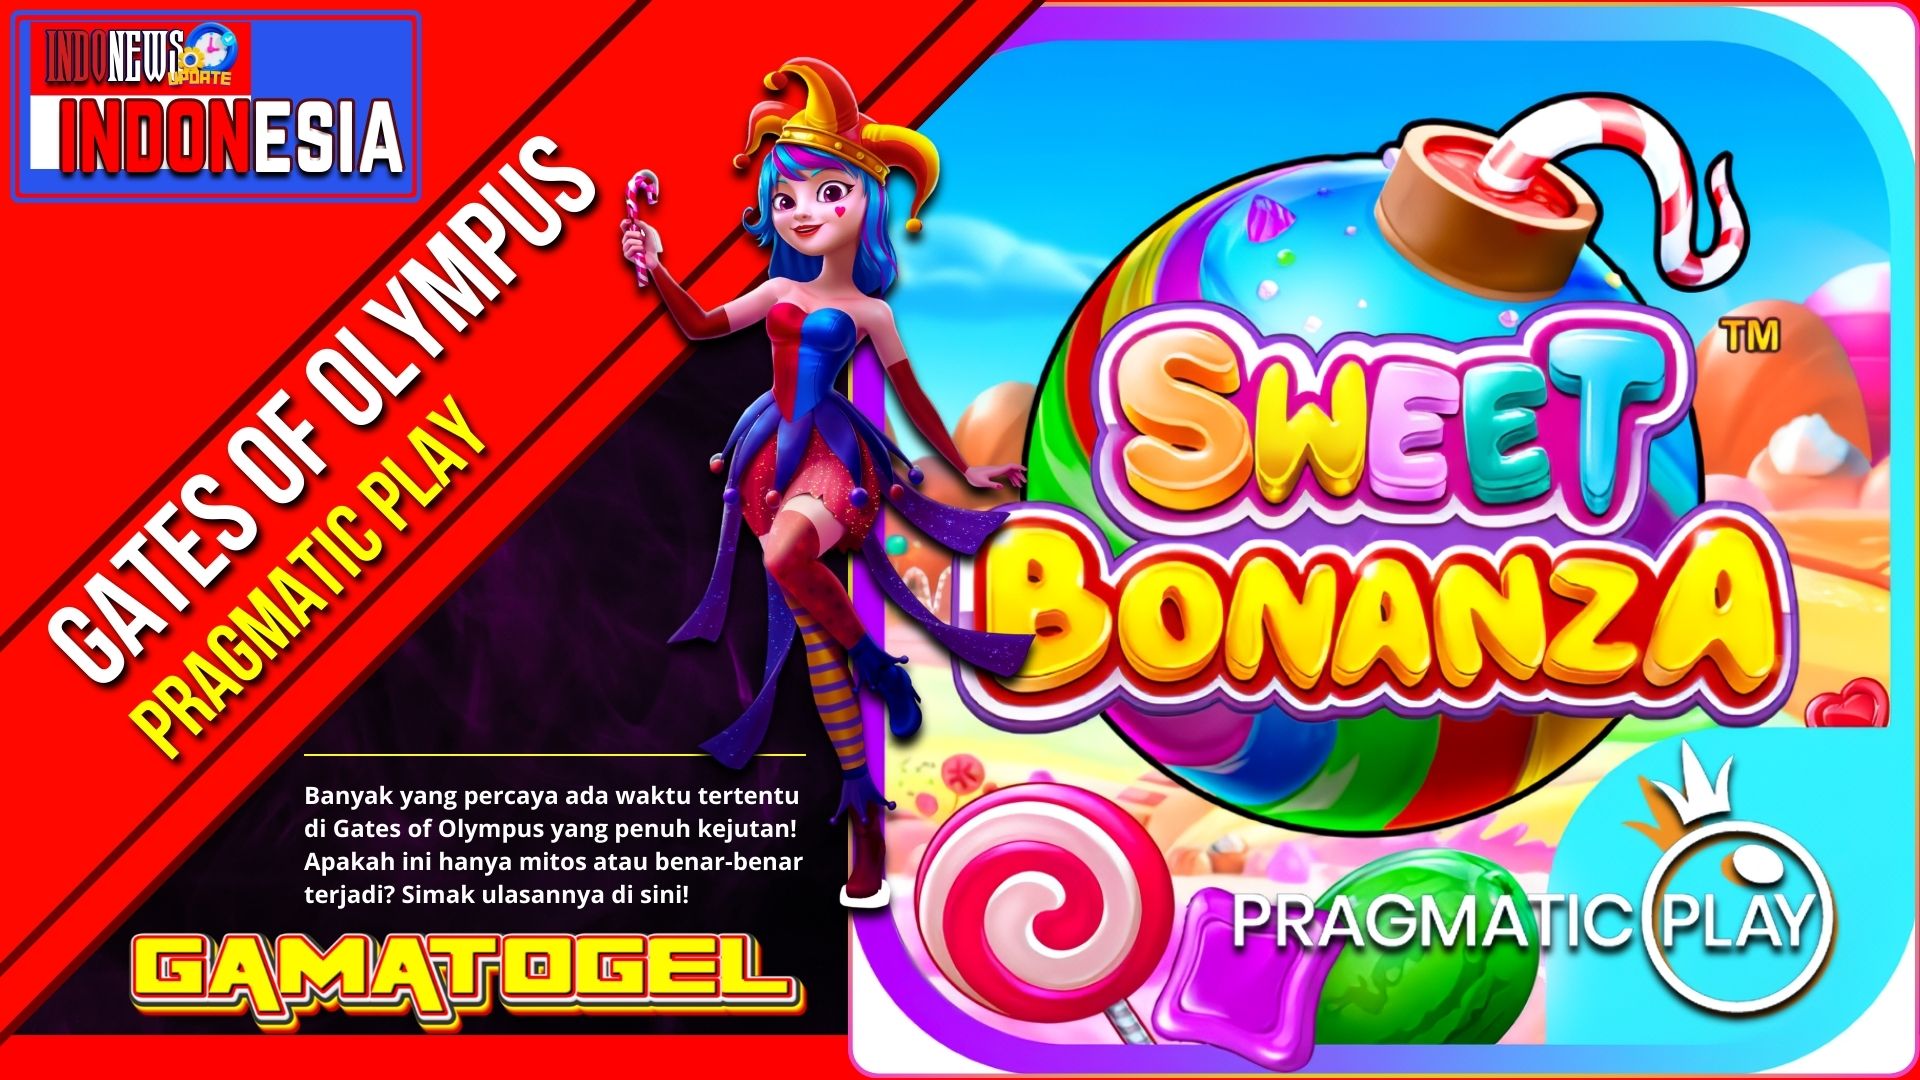 INDONEWS
UPDATE
INDONESIA
GATES OF OLYMPUS
PRAGMATIC PLAY
SWEET
BONANZA
TM
Banyak yang percaya ada waktu tertentu
di Gates of Olympus yang penuh kejutan!
Apakah ini hanya mitos atau benar-benar
terjadi? Simak ulasannya di sini!
GAMATOGEL
PRAGMATIC PLAY